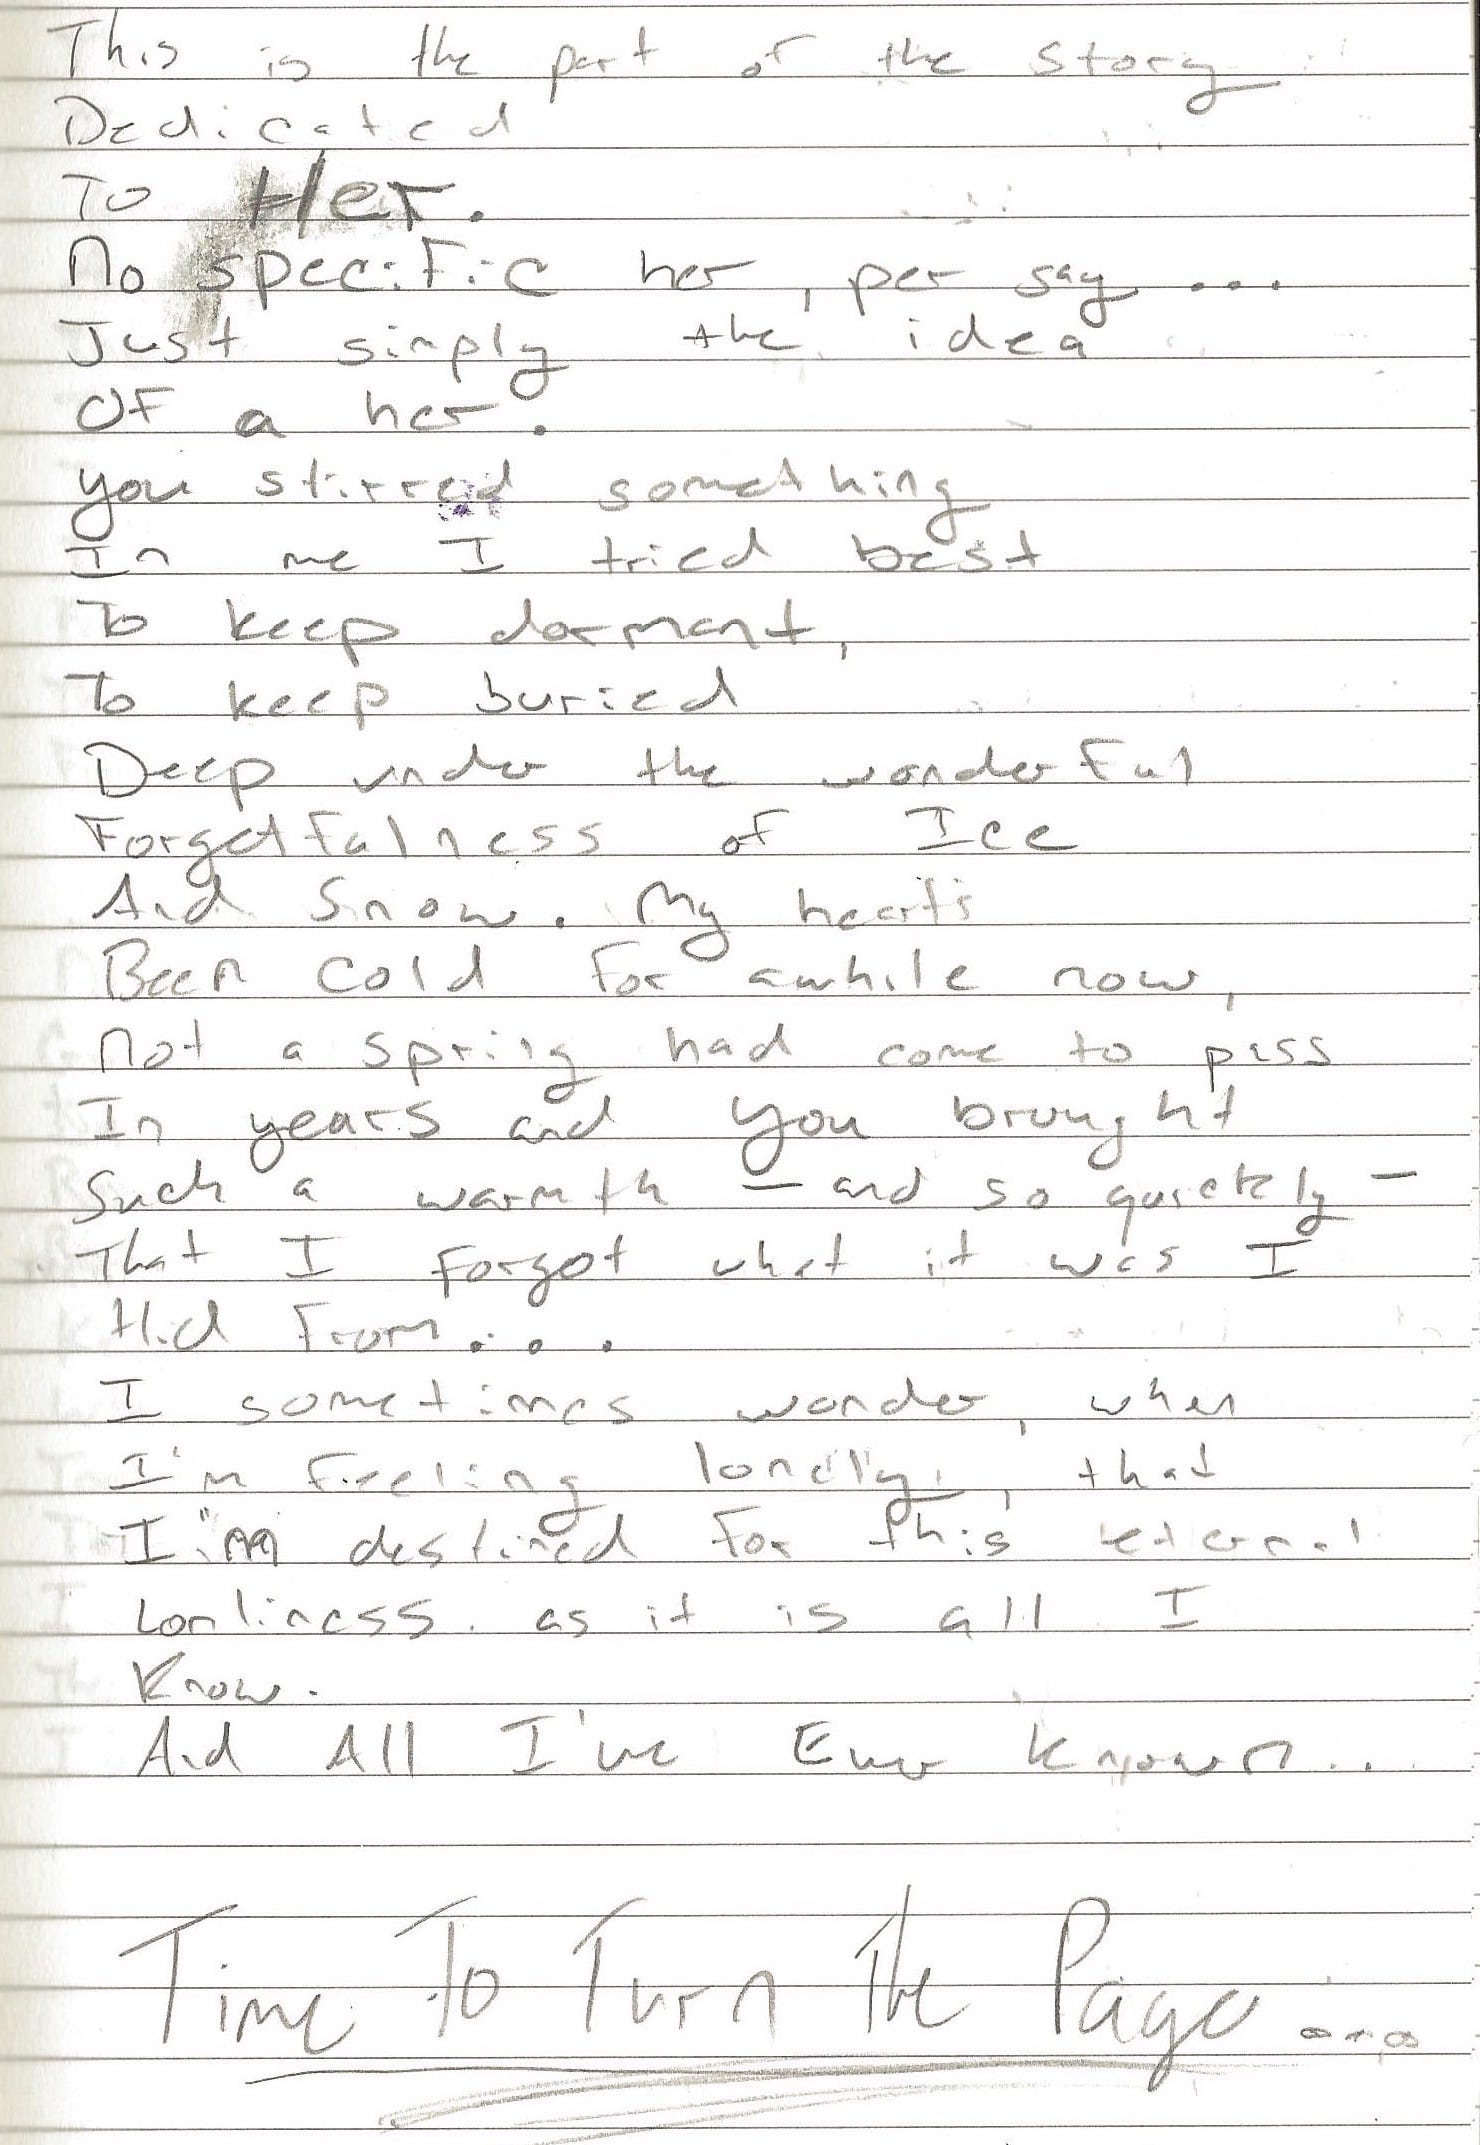 This is the part of the story
Dedicated
To Her.
No specific her, per say...
Just simply the idea
Of a her.
you stirred something
In me I tried best
To keep dormant,
To keep buried
Deep under the wonderful
Forgetfulness of Ice
And Snow. My heart's
Been cold for awhile now,
Not a spring had come to pass
In years and you brought
Such a warmth – and so quickly –
That I forgot what it was I
Hid from...
I sometimes wonder, when
I'm feeling lonely, that
I'm destined for this eternal
Lonliness. as it is all I
Know.
And All I've Ever known...
Time To Turn The Page....